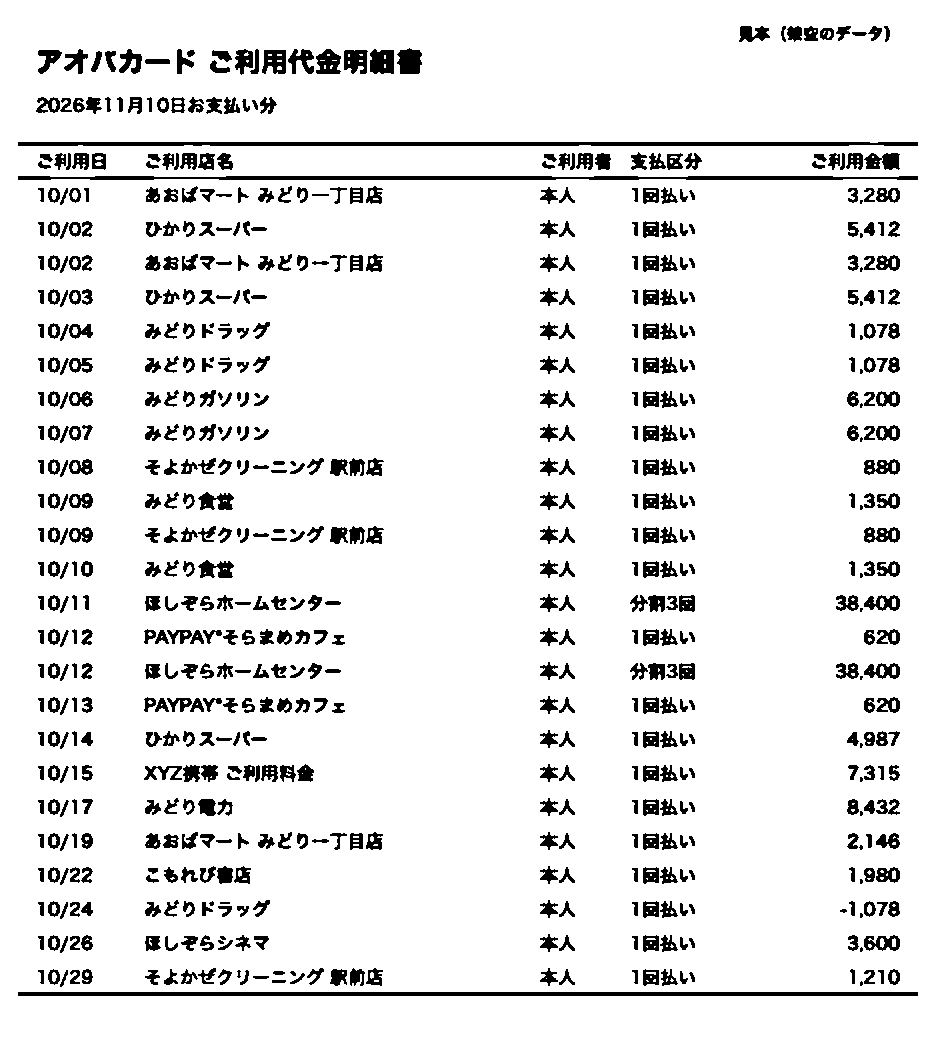 見本（架空のデータ）
アオバカード ご利用代金明細書
2026年11月10日お支払い分
ご利用日 ご利用店名 ご利用者 支払区分 ご利用金額
10/01 あおばマート みどり一丁目店 本人 1回払い 3,280
10/02 ひかりスーパー 本人 1回払い 5,412
10/02 あおばマート みどり一丁目店 本人 1回払い 3,280
10/03 ひかりスーパー 本人 1回払い 5,412
10/04 みどりドラッグ 本人 1回払い 1,078
10/05 みどりドラッグ 本人 1回払い 1,078
10/06 みどりガソリン 本人 1回払い 6,200
10/07 みどりガソリン 本人 1回払い 6,200
10/08 そよかぜクリーニング 駅前店 本人 1回払い 880
10/09 みどり食堂 本人 1回払い 1,350
10/09 そよかぜクリーニング 駅前店 本人 1回払い 880
10/10 みどり食堂 本人 1回払い 1,350
10/11 ほしぞらホームセンター 本人 分割3回 38,400
10/12 PAYPAY*そらまめカフェ 本人 1回払い 620
10/12 ほしぞらホームセンター 本人 分割3回 38,400
10/13 PAYPAY*そらまめカフェ 本人 1回払い 620
10/14 ひかりスーパー 本人 1回払い 4,987
10/15 XYZ携帯 ご利用料金 本人 1回払い 7,315
10/17 みどり電力 本人 1回払い 8,432
10/19 あおばマート みどり一丁目店 本人 1回払い 2,146
10/22 こもれび書店 本人 1回払い 1,980
10/24 みどりドラッグ 本人 1回払い -1,078
10/26 ほしぞらシネマ 本人 1回払い 3,600
10/29 そよかぜクリーニング 駅前店 本人 1回払い 1,210